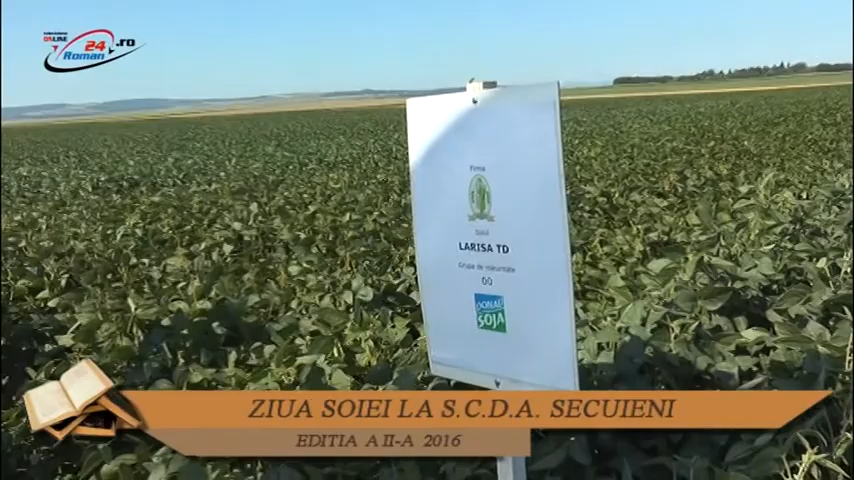 ONLINE
24 .ro
Roman
Firma
Soiul
LARISA TD
Grupa de maturitate
00
DONAU
SOJA
ZIUA SOIEI LA S.C.D.A. SECUIENI
EDITIA A II-A 2016